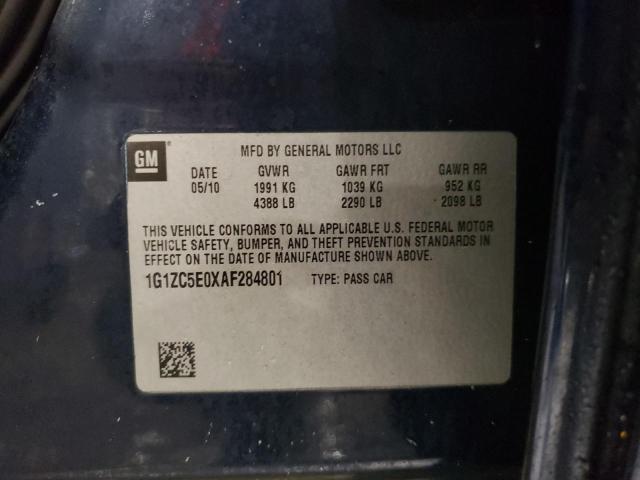 GM
MFD BY GENERAL MOTORS LLC
DATE GVWR GAWR FRT GAWR RR
05/10 1991 KG 1039 KG 952 KG
4388 LB 2290 LB 2098 LB
THIS VEHICLE CONFORMS TO ALL APPLICABLE U.S. FEDERAL MOTOR
VEHICLE SAFETY, BUMPER, AND THEFT PREVENTION STANDARDS IN
EFFECT ON THE DATE OF MANUFACTURE SHOWN ABOVE.
1G1ZC5E0XAF284801 TYPE: PASS CAR